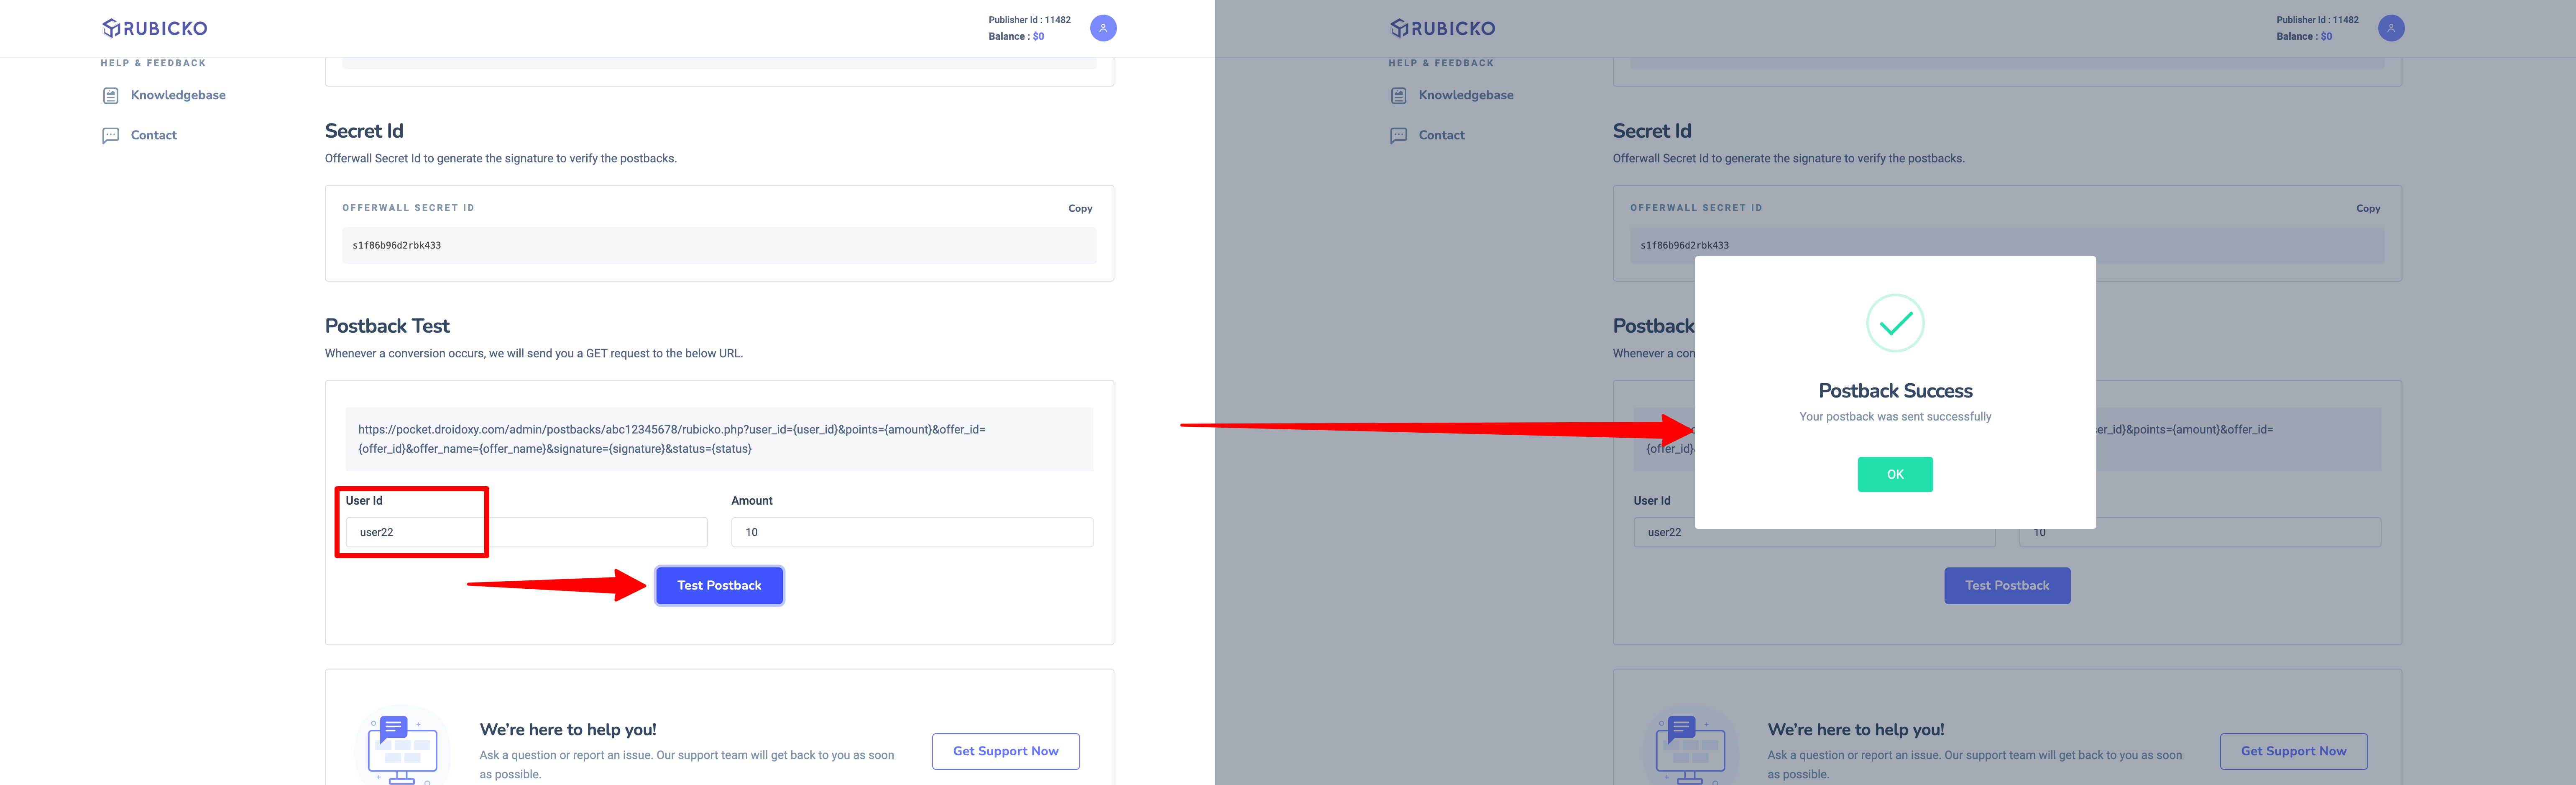 RUBICKO
Publisher Id : 11482
Balance : $0
HELP & FEEDBACK
Knowledgebase
Contact
Secret Id
Offerwall Secret Id to generate the signature to verify the postbacks.
OFFERWALL SECRET ID
Copy
s1f86b96d2rbk433
Postback Test
Whenever a conversion occurs, we will send you a GET request to the below URL.
https://pocket.droidoxy.com/admin/postbacks/abc12345678/rubicko.php?user_id={user_id}&points={amount}&offer_id=
{offer_id}&offer_name={offer_name}&signature={signature}&status={status}
User Id
Amount
user22
10
Test Postback
We're here to help you!
Ask a question or report an issue. Our support team will get back to you as soon
as possible.
Get Support Now
RUBICKO
Publisher Id : 11482
Balance : $0
HELP & FEEDBACK
Knowledgebase
Contact
Secret Id
Offerwall Secret Id to generate the signature to verify the postbacks.
OFFERWALL SECRET ID
Copy
s1f86b96d2rbk433
Postback
Whenever a con
er_id}&points={amount}&offer_id=
{offer_id}
Postback Success
Your postback was sent successfully
OK
User Id
user22
10
Test Postback
We're here to help you!
Ask a question or report an issue. Our support team will get back to you as soon
as possible.
Get Support Now